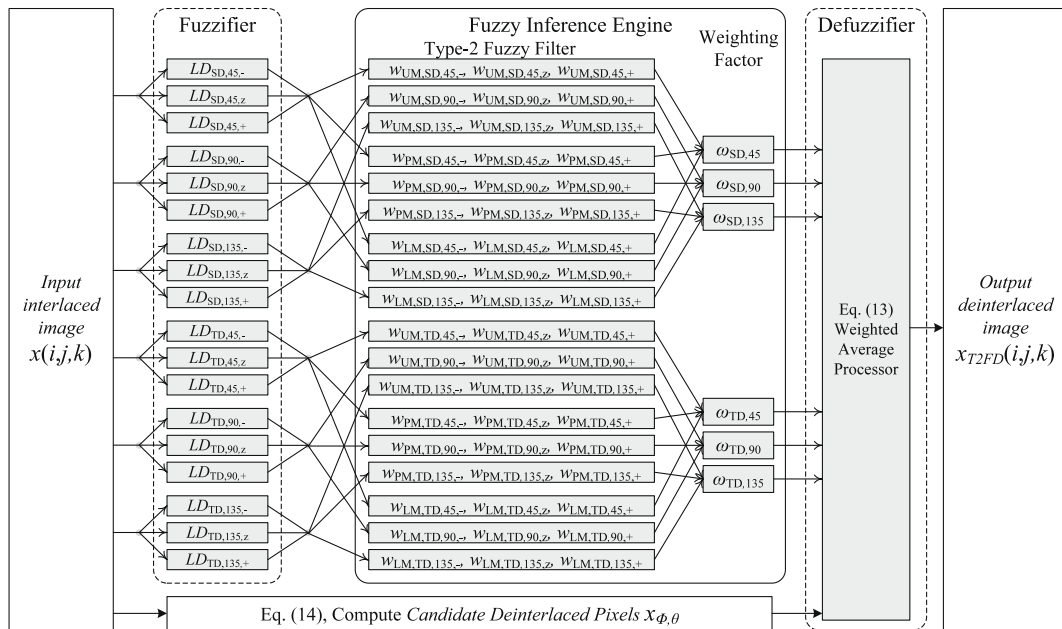 Input
interlaced
image
x(i,j,k)
Fuzzifier
LD_SD,45,-
LD_SD,45,z
LD_SD,45,+
LD_SD,90,-
LD_SD,90,z
LD_SD,90,+
LD_SD,135,-
LD_SD,135,z
LD_SD,135,+
LD_TD,45,-
LD_TD,45,z
LD_TD,45,+
LD_TD,90,-
LD_TD,90,z
LD_TD,90,+
LD_TD,135,-
LD_TD,135,z
LD_TD,135,+
Fuzzy Inference Engine
Type-2 Fuzzy Filter
w_UM,SD,45,-, w_UM,SD,45,z, w_UM,SD,45,+
w_UM,SD,90,-, w_UM,SD,90,z, w_UM,SD,90,+
w_UM,SD,135,-, w_UM,SD,135,z, w_UM,SD,135,+
w_PM,SD,45,-, w_PM,SD,45,z, w_PM,SD,45,+
w_PM,SD,90,-, w_PM,SD,90,z, w_PM,SD,90,+
w_PM,SD,135,-, w_PM,SD,135,z, w_PM,SD,135,+
w_LM,SD,45,-, w_LM,SD,45,z, w_LM,SD,45,+
w_LM,SD,90,-, w_LM,SD,90,z, w_LM,SD,90,+
w_LM,SD,135,-, w_LM,SD,135,z, w_LM,SD,135,+
w_UM,TD,45,-, w_UM,TD,45,z, w_UM,TD,45,+
w_UM,TD,90,-, w_UM,TD,90,z, w_UM,TD,90,+
w_UM,TD,135,-, w_UM,TD,135,z, w_UM,TD,135,+
w_PM,TD,45,-, w_PM,TD,45,z, w_PM,TD,45,+
w_PM,TD,90,-, w_PM,TD,90,z, w_PM,TD,90,+
w_PM,TD,135,-, w_PM,TD,135,z, w_PM,TD,135,+
w_LM,TD,45,-, w_LM,TD,45,z, w_LM,TD,45,+
w_LM,TD,90,-, w_LM,TD,90,z, w_LM,TD,90,+
w_LM,TD,135,-, w_LM,TD,135,z, w_LM,TD,135,+
Weighting
Factor
ω_SD,45
ω_SD,90
ω_SD,135
ω_TD,45
ω_TD,90
ω_TD,135
Defuzzifier
Eq. (13)
Weighted
Average
Processor
Output
deinterlaced
image
x_T2FD(i,j,k)
Eq. (14), Compute Candidate Deinterlaced Pixels x_Φ,θ